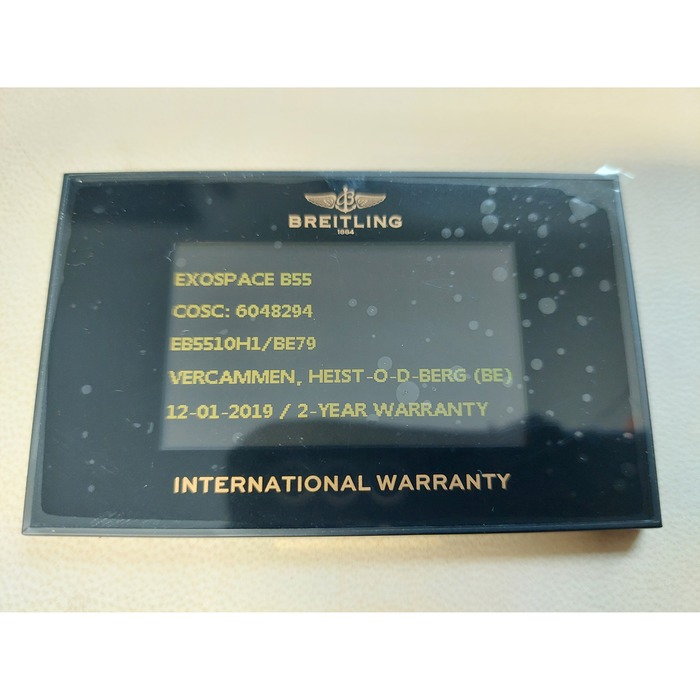 BREITLING
1884
EXOSPACE B55
COSC: 6048294
EB5510H1/BE79
VERCAMMEN, HEIST-O-D-BERG (BE)
12-01-2019 / 2-YEAR WARRANTY
INTERNATIONAL WARRANTY